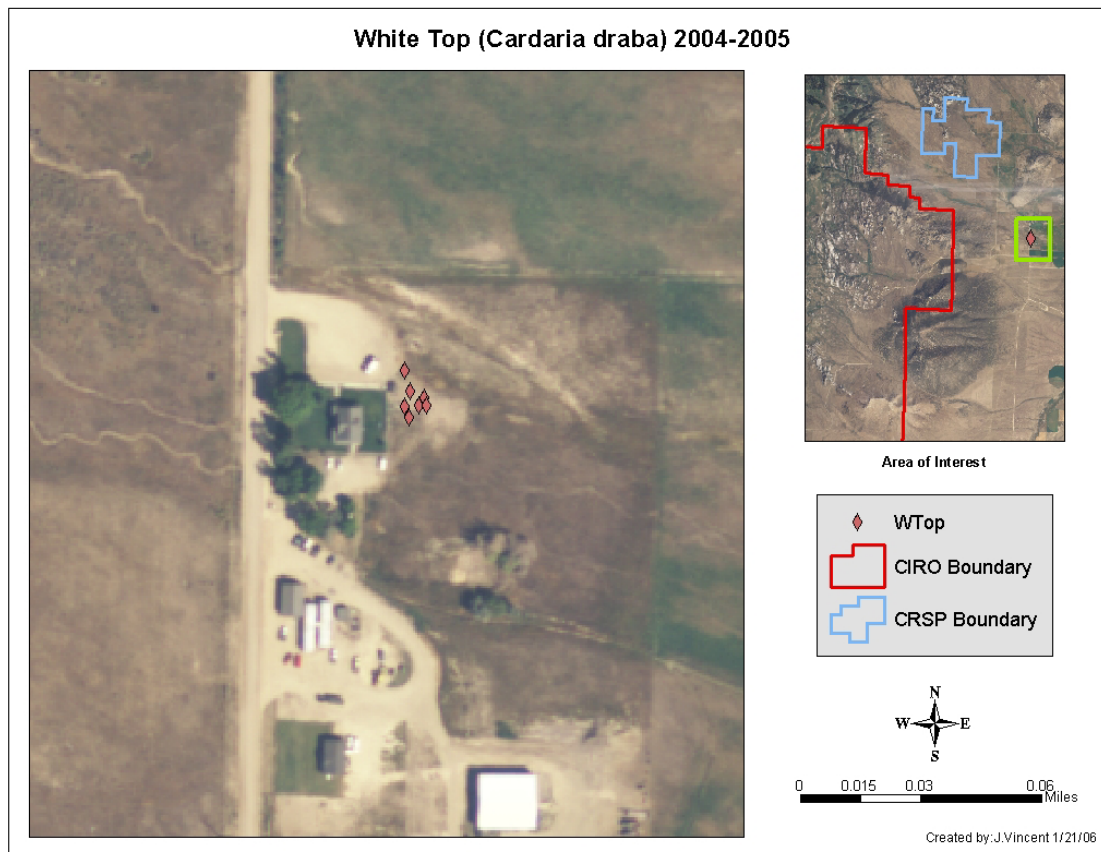 White Top (Cardaria draba) 2004-2005
Area of Interest
WTop
CIRO Boundary
CRSP Boundary
N
W E
S
0 0.015 0.03 0.06
Miles
Created by:J.Vincent 1/21/06